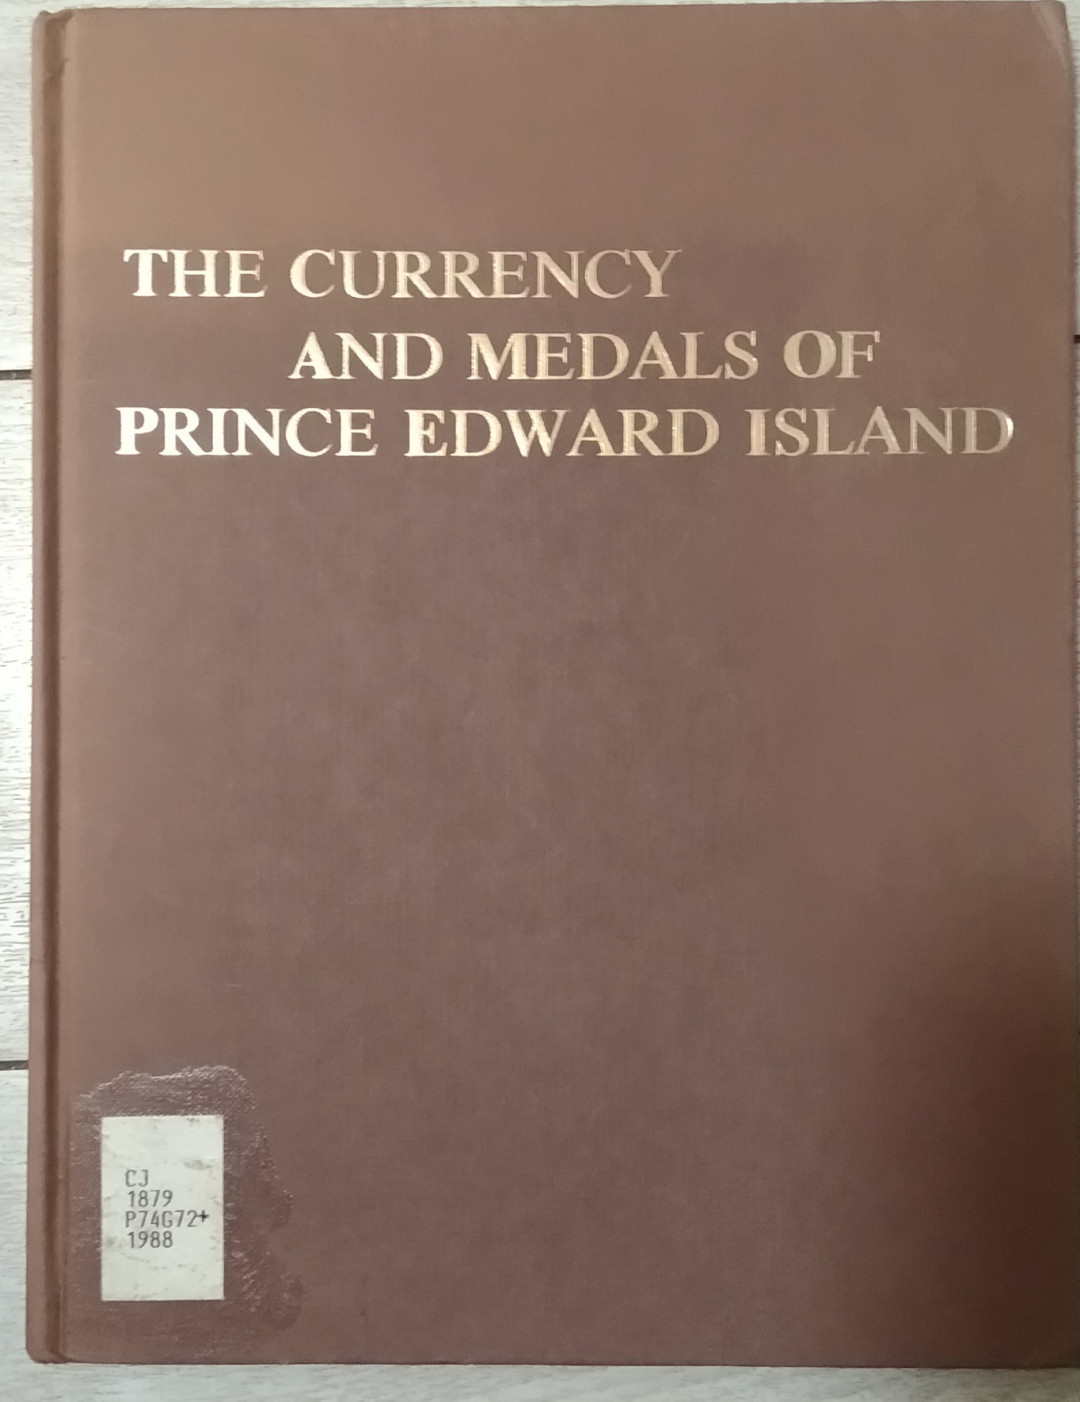 THE CURRENCY
AND MEDALS OF
PRINCE EDWARD ISLAND
CJ
1879
P74G72+
1988